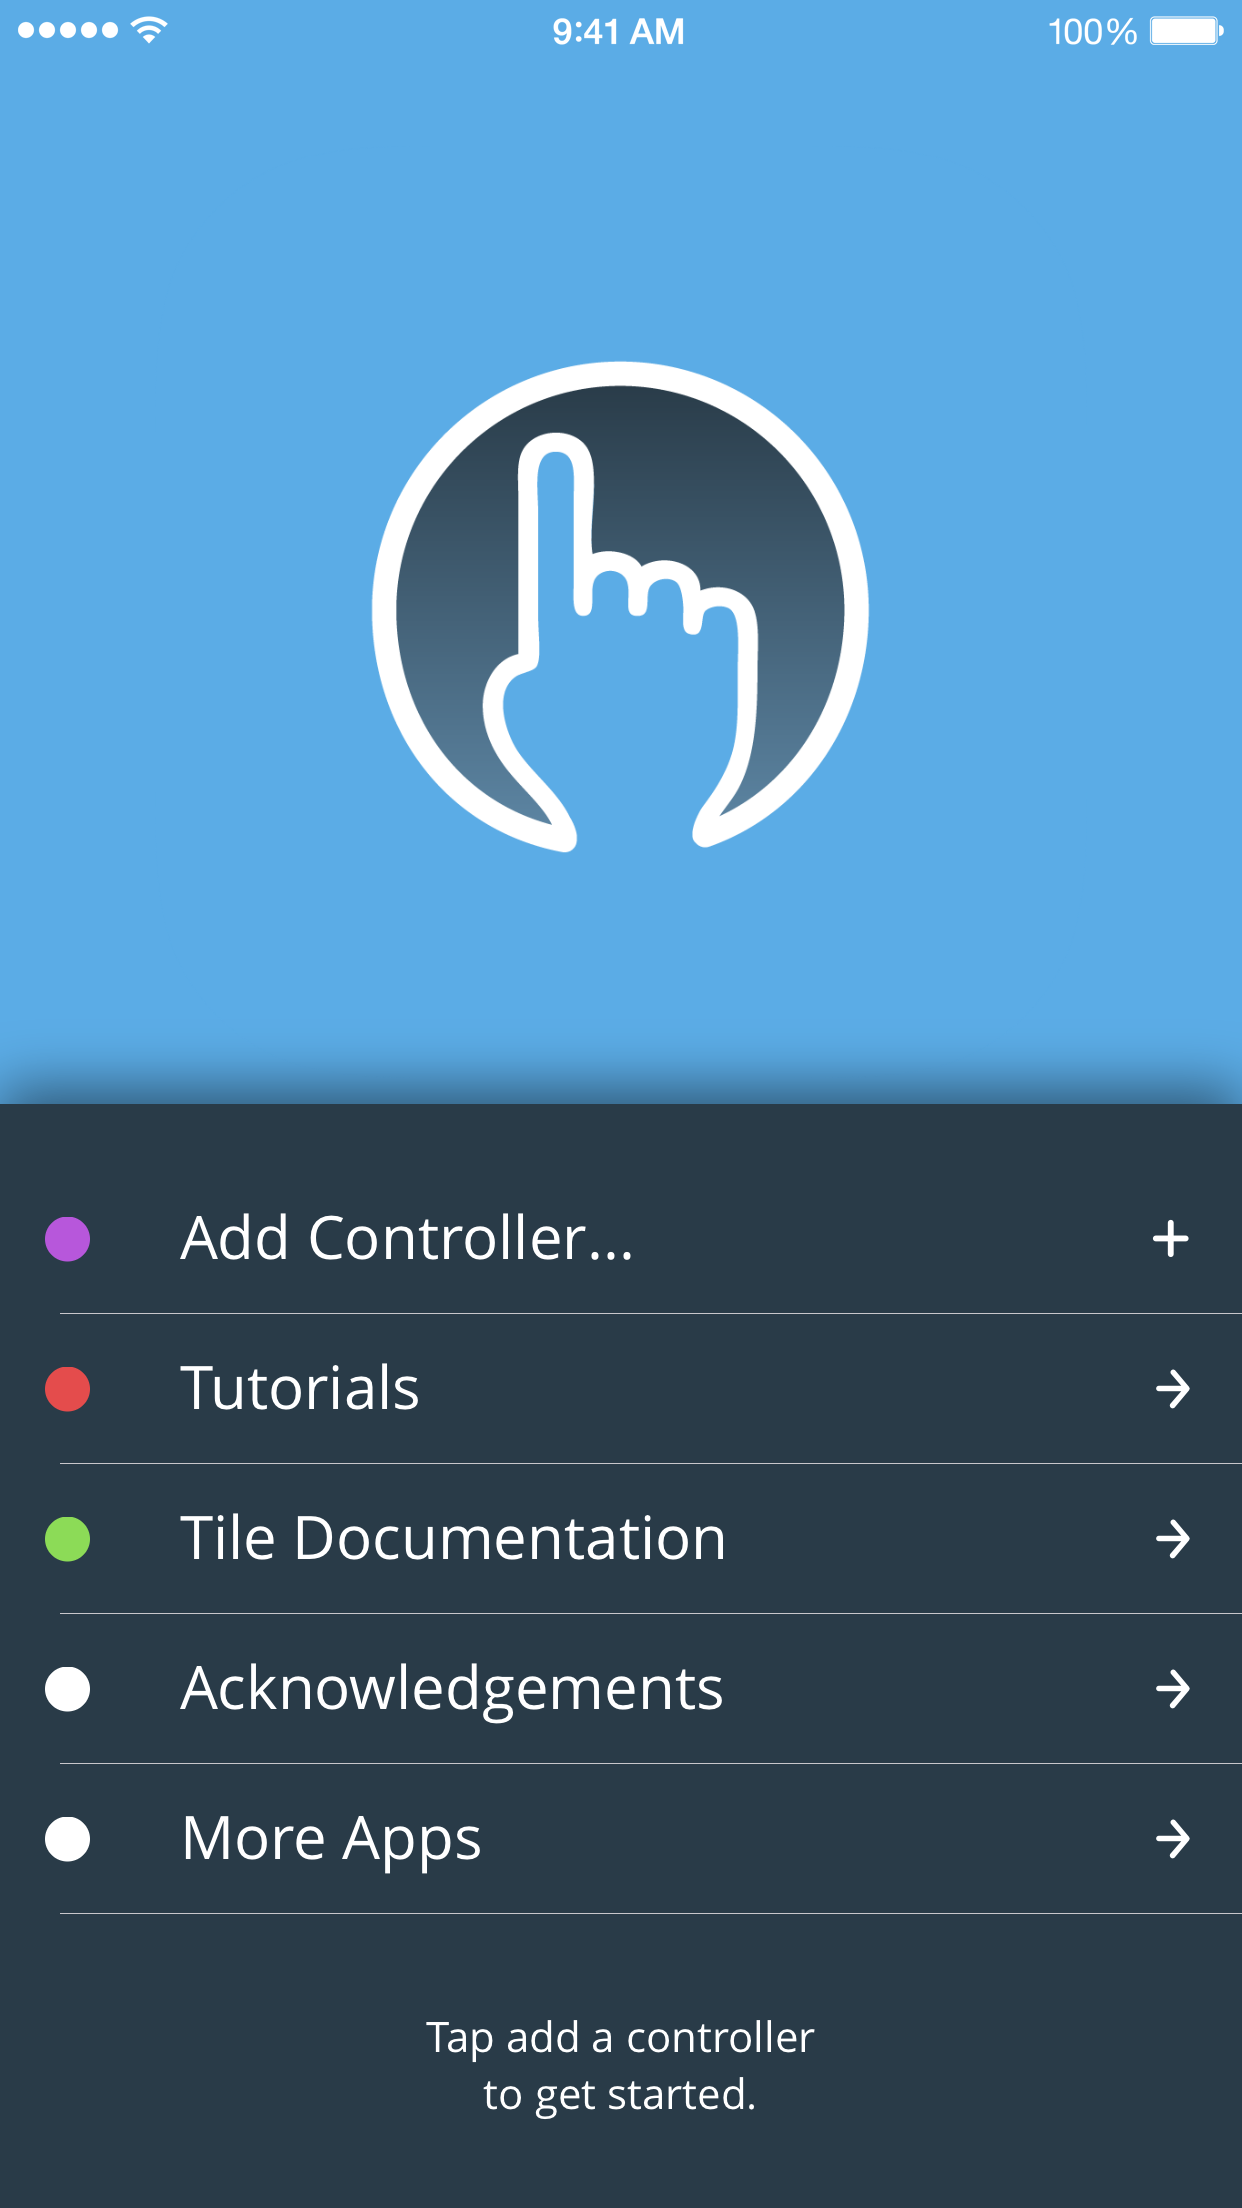 9:41 AM
100%
Add Controller...
Tutorials
Tile Documentation
Acknowledgements
More Apps
Tap add a controller
to get started.